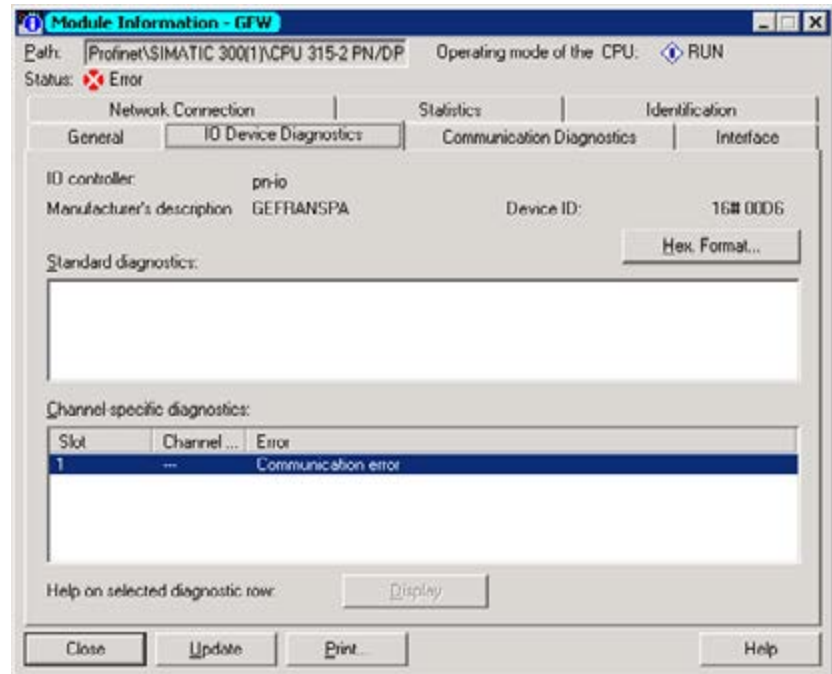 Module Information - GFW
Path: Profinet\SIMATIC 300(1)\CPU 315-2 PN/DP Operating mode of the CPU: RUN
Status: Error
Network Connection Statistics Identification
General IO Device Diagnostics Communication Diagnostics Interface
IO controller: pn-io
Manufacturer's description GEFRANSPA Device ID: 16# 00D6
Hex. Format...
Standard diagnostics:
Channel-specific diagnostics:
Slot Channel ... Error
1 --- Communication error
Help on selected diagnostic row: Display
Close Update Print... Help